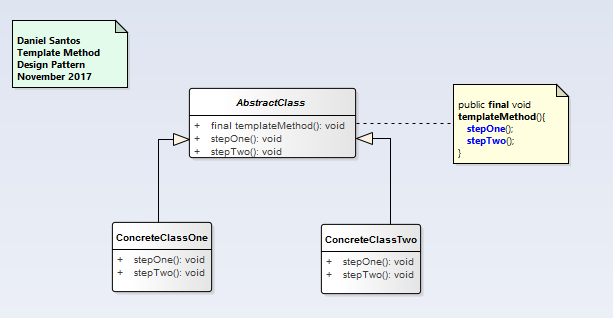 Daniel Santos
Template Method
Design Pattern
November 2017
AbstractClass
+ final templateMethod(): void
+ stepOne(): void
+ stepTwo(): void
public final void
templateMethod(){
stepOne();
stepTwo();
}
ConcreteClassOne
+ stepOne(): void
+ stepTwo(): void
ConcreteClassTwo
+ stepOne(): void
+ stepTwo(): void